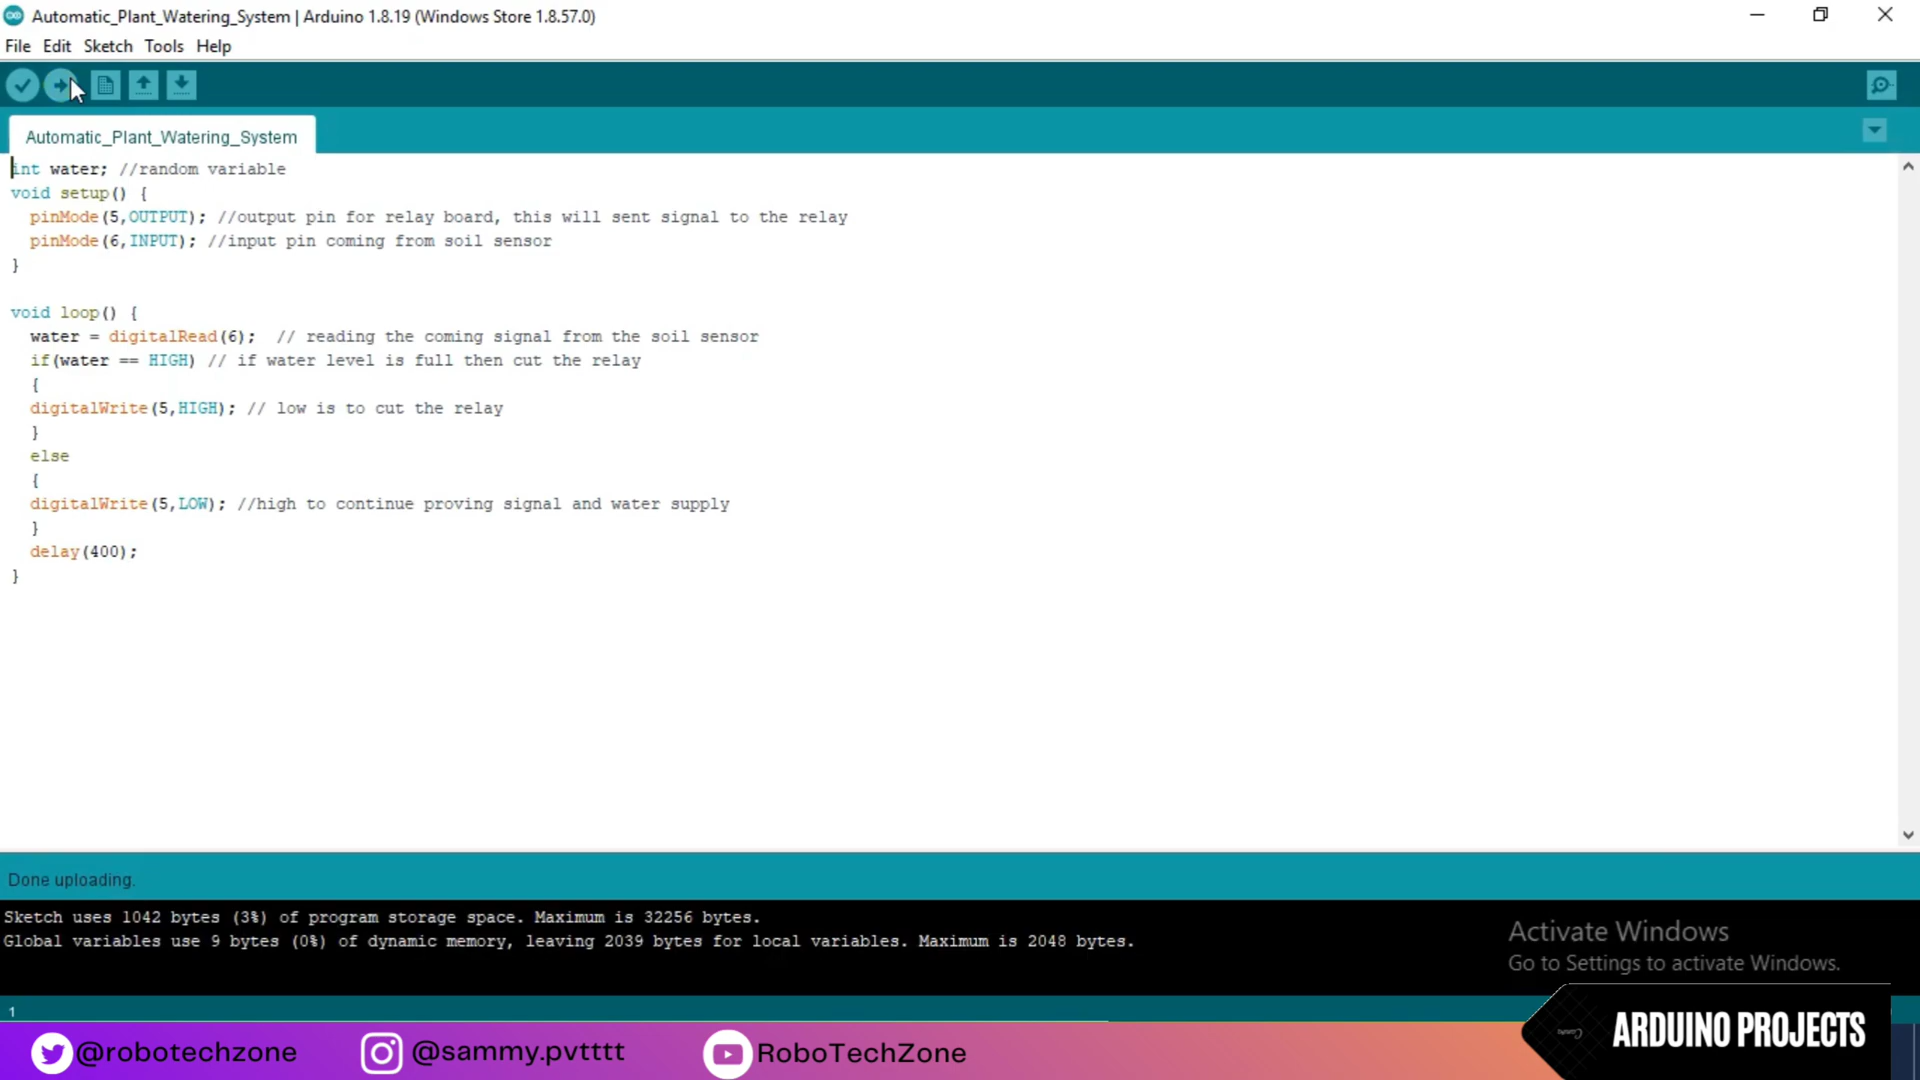 Automatic_Plant_Watering_System | Arduino 1.8.19 (Windows Store 1.8.57.0)
File Edit Sketch Tools Help
Automatic_Plant_Watering_System
int water; //random variable
void setup() {
pinMode(5,OUTPUT); //output pin for relay board, this will sent signal to the relay
pinMode(6,INPUT); //input pin coming from soil sensor
}
void loop() {
water = digitalRead(6);  // reading the coming signal from the soil sensor
if(water == HIGH) // if water level is full then cut the relay
{
digitalWrite(5,HIGH); // low is to cut the relay
}
else
{
digitalWrite(5,LOW); //high to continue proving signal and water supply
}
delay(400);
}
Done uploading.
Sketch uses 1042 bytes (3%) of program storage space. Maximum is 32256 bytes.
Global variables use 9 bytes (0%) of dynamic memory, leaving 2039 bytes for local variables. Maximum is 2048 bytes.
Activate Windows
Go to Settings to activate Windows.
1
@robotechzone @sammy.pvtttt RoboTechZone
ARDUINO PROJECTS